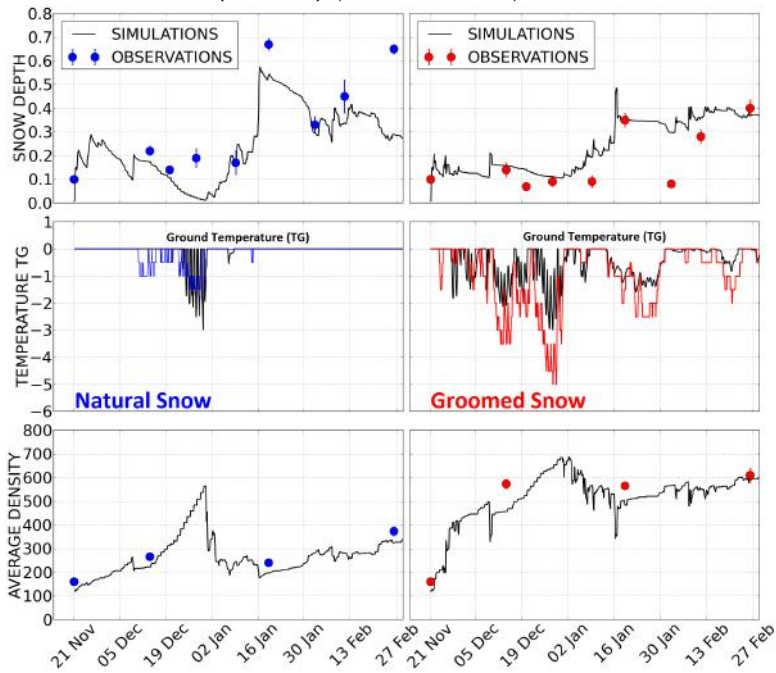 SIMULATIONS
OBSERVATIONS
SIMULATIONS
OBSERVATIONS
SNOW DEPTH
0.8
0.7
0.6
0.5
0.4
0.3
0.2
0.1
0.0
Ground Temperature (TG)
Ground Temperature (TG)
TEMPERATURE TG
1
0
−1
−2
−3
−4
−5
−6
Natural Snow
Groomed Snow
AVERAGE DENSITY
800
700
600
500
400
300
200
100
0
21 Nov
05 Dec
19 Dec
02 Jan
16 Jan
30 Jan
13 Feb
27 Feb
21 Nov
05 Dec
19 Dec
02 Jan
16 Jan
30 Jan
13 Feb
27 Feb